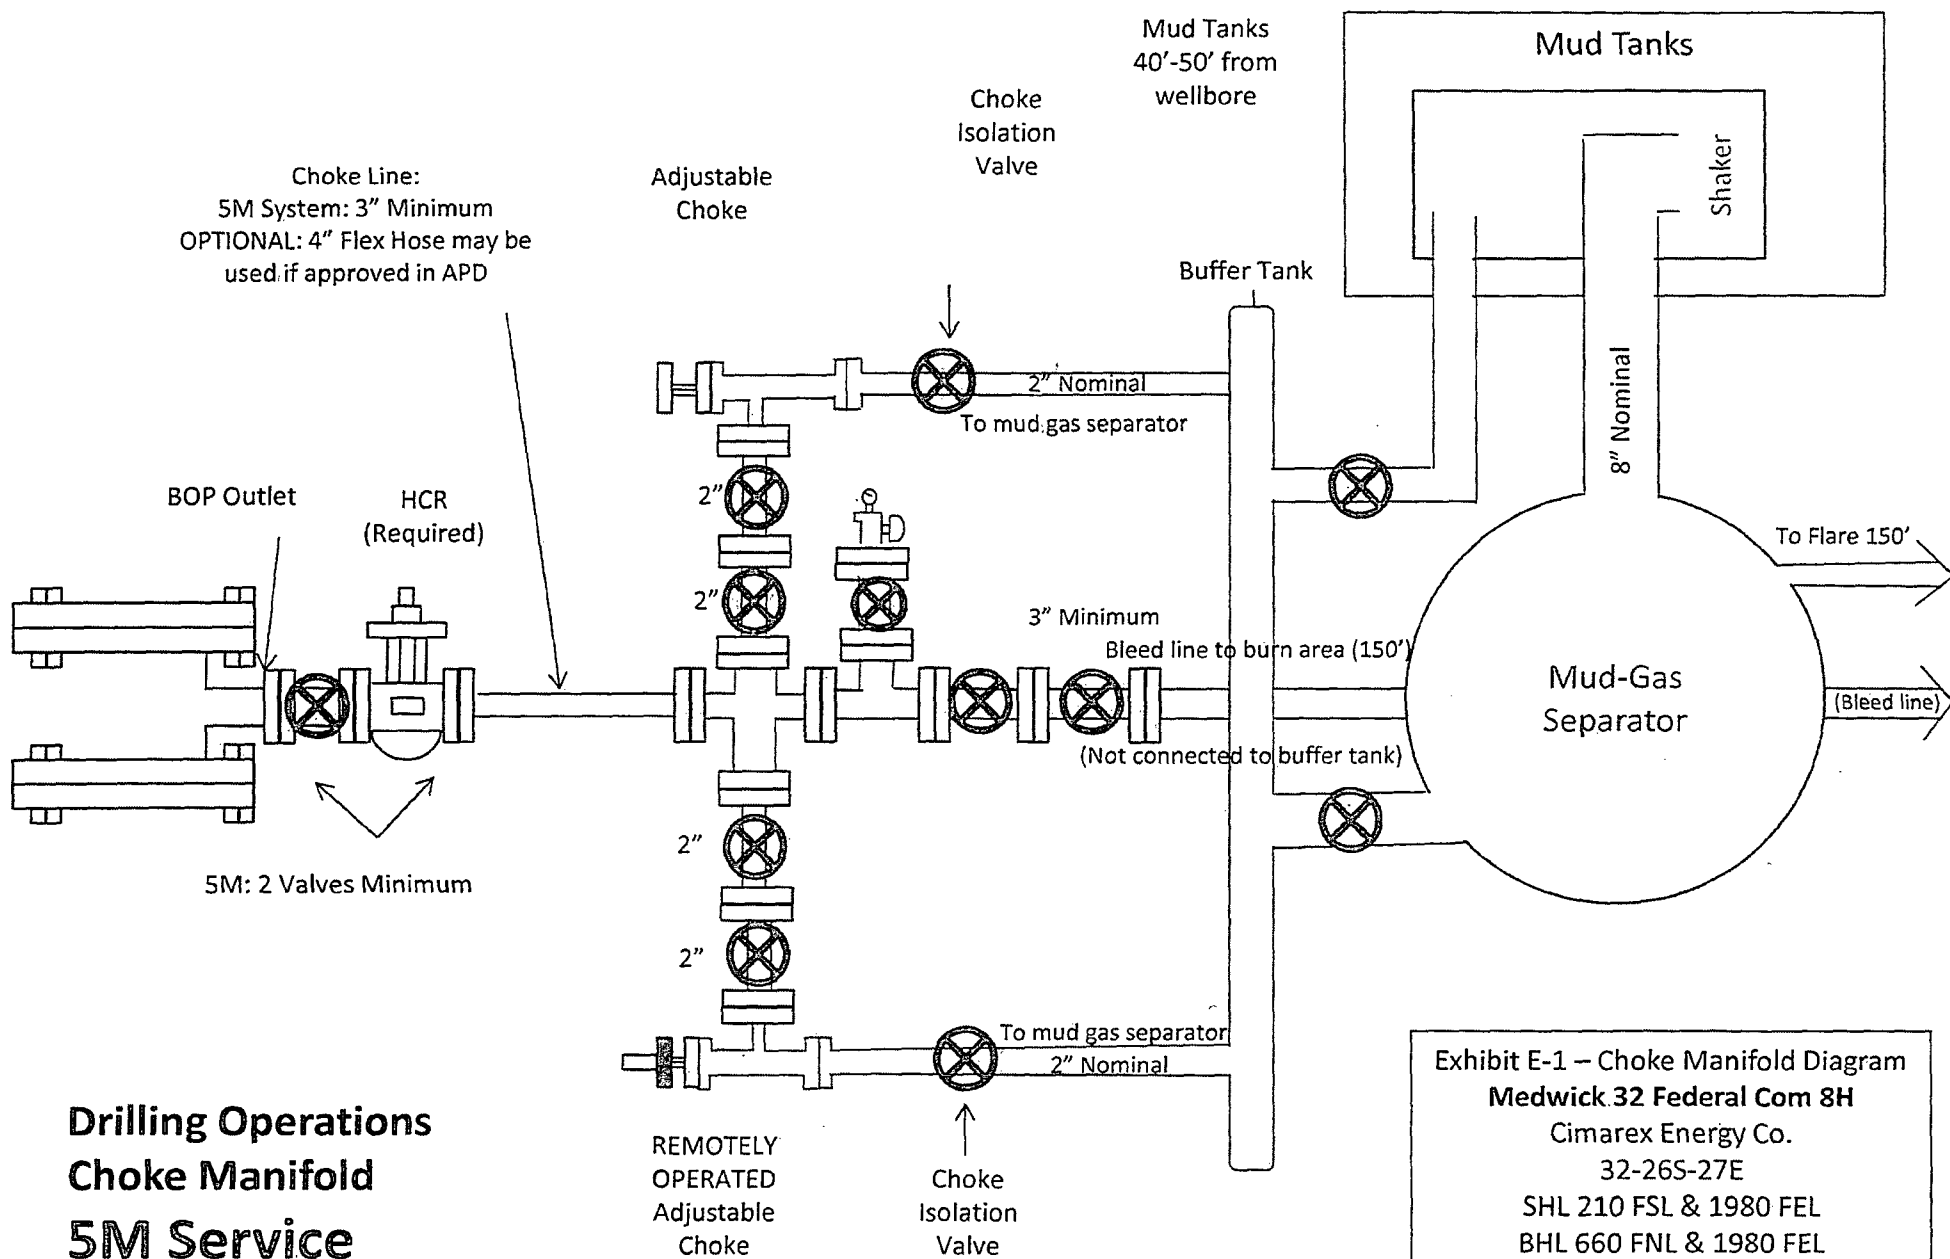 Mud Tanks
40'-50' from
wellbore
Mud Tanks
Shaker
Choke
Isolation
Valve
Adjustable
Choke
Choke Line:
5M System: 3" Minimum
OPTIONAL: 4" Flex Hose may be
used if approved in APD
Buffer Tank
2" Nominal
To mud gas separator
8" Nominal
BOP Outlet
HCR
(Required)
2"
2"
To Flare 150'
3" Minimum
Bleed line to burn area (150')
Mud-Gas
Separator
(Bleed line)
(Not connected to buffer tank)
5M: 2 Valves Minimum
2"
2"
To mud gas separator
2" Nominal
REMOTELY
OPERATED
Adjustable
Choke
Choke
Isolation
Valve
Drilling Operations
Choke Manifold
5M Service
Exhibit E-1 – Choke Manifold Diagram
Medwick 32 Federal Com 8H
Cimarex Energy Co.
32-26S-27E
SHL 210 FSL & 1980 FEL
BHL 660 FNL & 1980 FEL